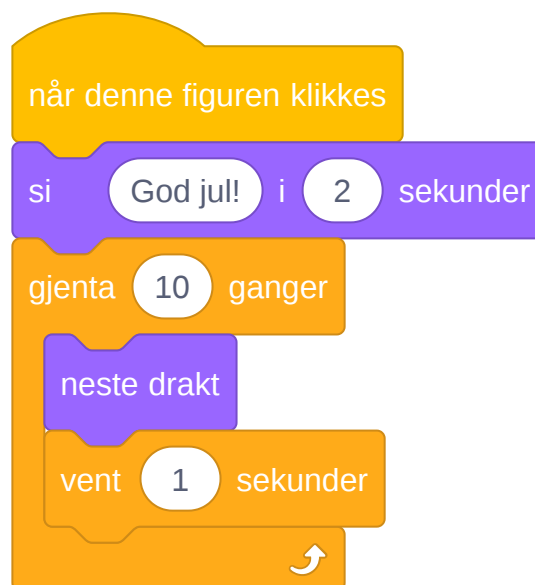 når denne figuren klikkes
si God jul! i 2 sekunder
gjenta 10 ganger
neste drakt
vent 1 sekunder